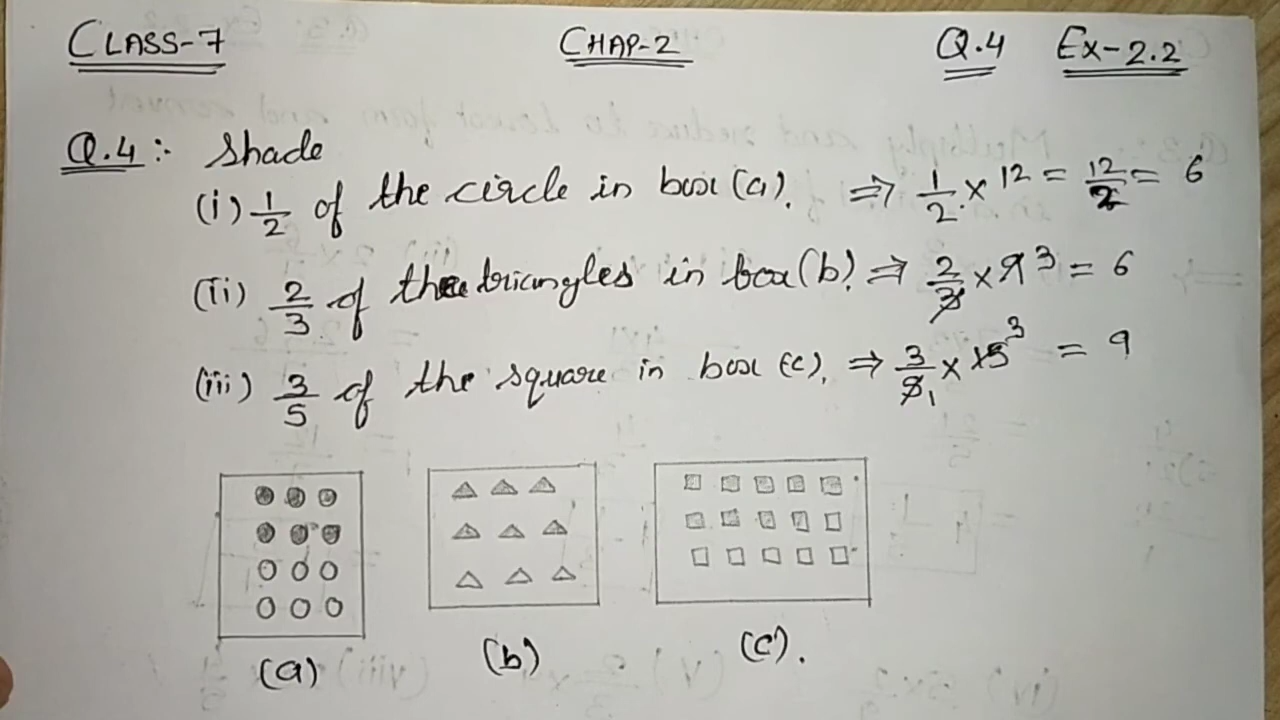 CLASS-7 CHAP-2 Q.4 Ex-2.2
Q.4:- Shade
(i) 1/2 of the circle in box (a). ⇒ 1/2 × 12 = 12/2 = 6
(ii) 2/3 of the triangles in box (b). ⇒ 2/3 × 9 3 = 6
(iii) 3/5 of the square in box (c). ⇒ 3/5 1 × 15 3 = 9
(a) (b) (c).